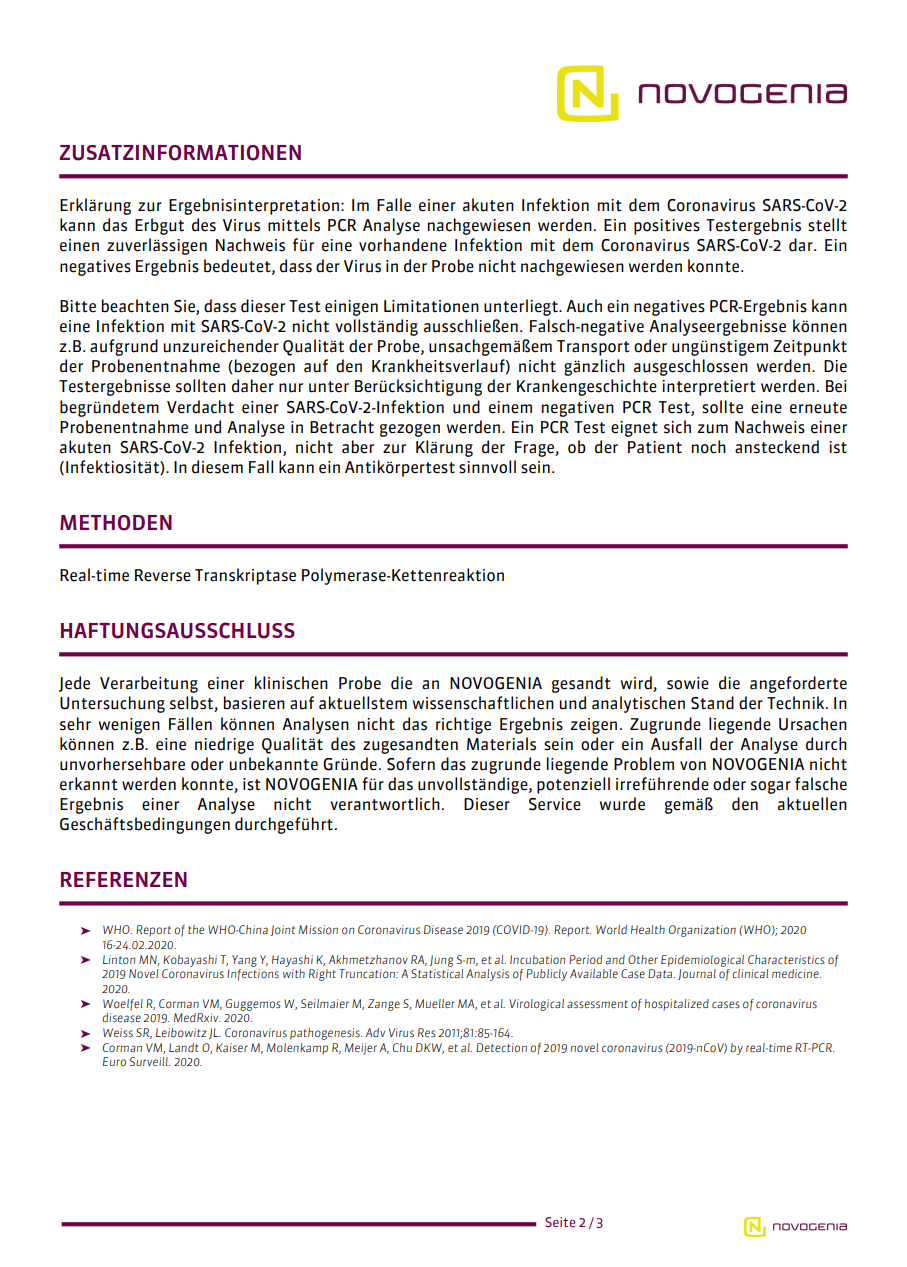 NOVOGENIA
ZUSATZINFORMATIONEN
Erklärung zur Ergebnisinterpretation: Im Falle einer akuten Infektion mit dem Coronavirus SARS-CoV-2
kann das Erbgut des Virus mittels PCR Analyse nachgewiesen werden. Ein positives Testergebnis stellt
einen zuverlässigen Nachweis für eine vorhandene Infektion mit dem Coronavirus SARS-CoV-2 dar. Ein
negatives Ergebnis bedeutet, dass der Virus in der Probe nicht nachgewiesen werden konnte.
Bitte beachten Sie, dass dieser Test einigen Limitationen unterliegt. Auch ein negatives PCR-Ergebnis kann
eine Infektion mit SARS-CoV-2 nicht vollständig ausschließen. Falsch-negative Analyseergebnisse können
z.B. aufgrund unzureichender Qualität der Probe, unsachgemäßem Transport oder ungünstigem Zeitpunkt
der Probenentnahme (bezogen auf den Krankheitsverlauf) nicht gänzlich ausgeschlossen werden. Die
Testergebnisse sollten daher nur unter Berücksichtigung der Krankengeschichte interpretiert werden. Bei
begründetem Verdacht einer SARS-CoV-2-Infektion und einem negativen PCR Test, sollte eine erneute
Probenentnahme und Analyse in Betracht gezogen werden. Ein PCR Test eignet sich zum Nachweis einer
akuten SARS-CoV-2 Infektion, nicht aber zur Klärung der Frage, ob der Patient noch ansteckend ist
(Infektiosität). In diesem Fall kann ein Antikörpertest sinnvoll sein.
METHODEN
Real-time Reverse Transkriptase Polymerase-Kettenreaktion
HAFTUNGSAUSSCHLUSS
Jede Verarbeitung einer klinischen Probe die an NOVOGENIA gesandt wird, sowie die angeforderte
Untersuchung selbst, basieren auf aktuellstem wissenschaftlichen und analytischen Stand der Technik. In
sehr wenigen Fällen können Analysen nicht das richtige Ergebnis zeigen. Zugrunde liegende Ursachen
können z.B. eine niedrige Qualität des zugesandten Materials sein oder ein Ausfall der Analyse durch
unvorhersehbare oder unbekannte Gründe. Sofern das zugrunde liegende Problem von NOVOGENIA nicht
erkannt werden konnte, ist NOVOGENIA für das unvollständige, potenziell irreführende oder sogar falsche
Ergebnis einer Analyse nicht verantwortlich. Dieser Service wurde gemäß den aktuellen
Geschäftsbedingungen durchgeführt.
REFERENZEN
➤ WHO. Report of the WHO-China Joint Mission on Coronavirus Disease 2019 (COVID-19). Report. World Health Organization (WHO); 2020
16-24.02.2020.
➤ Linton MN, Kobayashi T, Yang Y, Hayashi K, Akhmetzhanov RA, Jung S-m, et al. Incubation Period and Other Epidemiological Characteristics of
2019 Novel Coronavirus Infections with Right Truncation: A Statistical Analysis of Publicly Available Case Data. Journal of clinical medicine.
2020.
➤ Woelfel R, Corman VM, Guggemos W, Seilmaier M, Zange S, Mueller MA, et al. Virological assessment of hospitalized cases of coronavirus
disease 2019. MedRxiv. 2020.
➤ Weiss SR, Leibowitz JL. Coronavirus pathogenesis. Adv Virus Res 2011;81:85-164.
➤ Corman VM, Landt O, Kaiser M, Molenkamp R, Meijer A, Chu DKW, et al. Detection of 2019 novel coronavirus (2019-nCoV) by real-time RT-PCR.
Euro Surveill. 2020.
Seite 2 / 3
NOVOGENIA